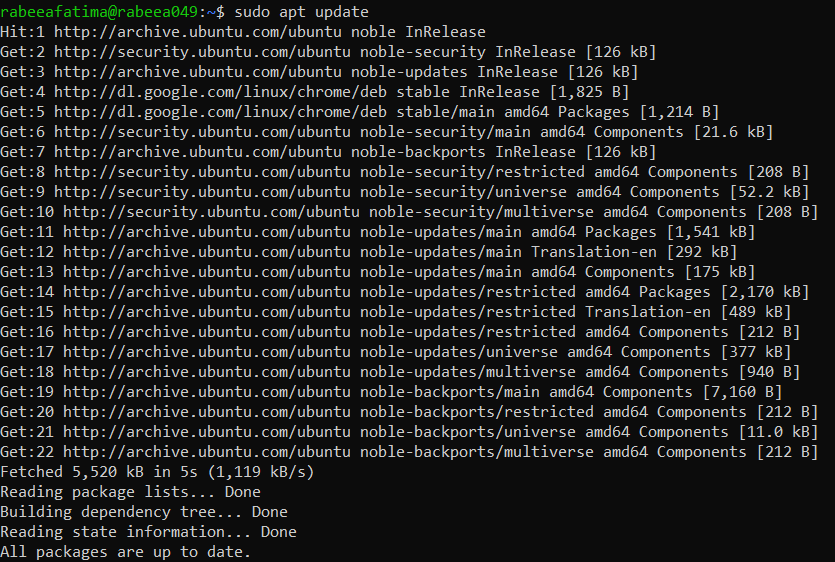 rabeeafatima@rabeea049:~$ sudo apt update
Hit:1 http://archive.ubuntu.com/ubuntu noble InRelease
Get:2 http://security.ubuntu.com/ubuntu noble-security InRelease [126 kB]
Get:3 http://archive.ubuntu.com/ubuntu noble-updates InRelease [126 kB]
Get:4 http://dl.google.com/linux/chrome/deb stable InRelease [1,825 B]
Get:5 http://dl.google.com/linux/chrome/deb stable/main amd64 Packages [1,214 B]
Get:6 http://security.ubuntu.com/ubuntu noble-security/main amd64 Components [21.6 kB]
Get:7 http://archive.ubuntu.com/ubuntu noble-backports InRelease [126 kB]
Get:8 http://security.ubuntu.com/ubuntu noble-security/restricted amd64 Components [208 B]
Get:9 http://security.ubuntu.com/ubuntu noble-security/universe amd64 Components [52.2 kB]
Get:10 http://security.ubuntu.com/ubuntu noble-security/multiverse amd64 Components [208 B]
Get:11 http://archive.ubuntu.com/ubuntu noble-updates/main amd64 Packages [1,541 kB]
Get:12 http://archive.ubuntu.com/ubuntu noble-updates/main Translation-en [292 kB]
Get:13 http://archive.ubuntu.com/ubuntu noble-updates/main amd64 Components [175 kB]
Get:14 http://archive.ubuntu.com/ubuntu noble-updates/restricted amd64 Packages [2,170 kB]
Get:15 http://archive.ubuntu.com/ubuntu noble-updates/restricted Translation-en [489 kB]
Get:16 http://archive.ubuntu.com/ubuntu noble-updates/restricted amd64 Components [212 B]
Get:17 http://archive.ubuntu.com/ubuntu noble-updates/universe amd64 Components [377 kB]
Get:18 http://archive.ubuntu.com/ubuntu noble-updates/multiverse amd64 Components [940 B]
Get:19 http://archive.ubuntu.com/ubuntu noble-backports/main amd64 Components [7,160 B]
Get:20 http://archive.ubuntu.com/ubuntu noble-backports/restricted amd64 Components [212 B]
Get:21 http://archive.ubuntu.com/ubuntu noble-backports/universe amd64 Components [11.0 kB]
Get:22 http://archive.ubuntu.com/ubuntu noble-backports/multiverse amd64 Components [212 B]
Fetched 5,520 kB in 5s (1,119 kB/s)
Reading package lists... Done
Building dependency tree... Done
Reading state information... Done
All packages are up to date.